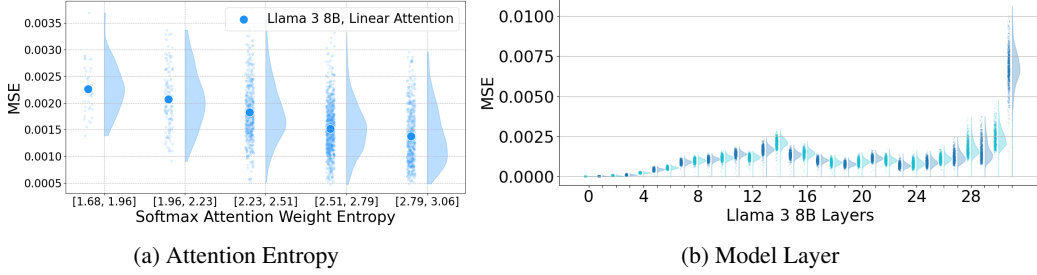 0.0035
0.0030
0.0025
0.0020
0.0015
0.0010
0.0005
MSE
Llama 3 8B, Linear Attention
[1.68, 1.96] [1.96, 2.23] [2.23, 2.51] [2.51, 2.79] [2.79, 3.06]
Softmax Attention Weight Entropy
(a) Attention Entropy
0.0100
0.0075
0.0050
0.0025
0.0000
MSE
0 4 8 12 16 20 24 28
Llama 3 8B Layers
(b) Model Layer